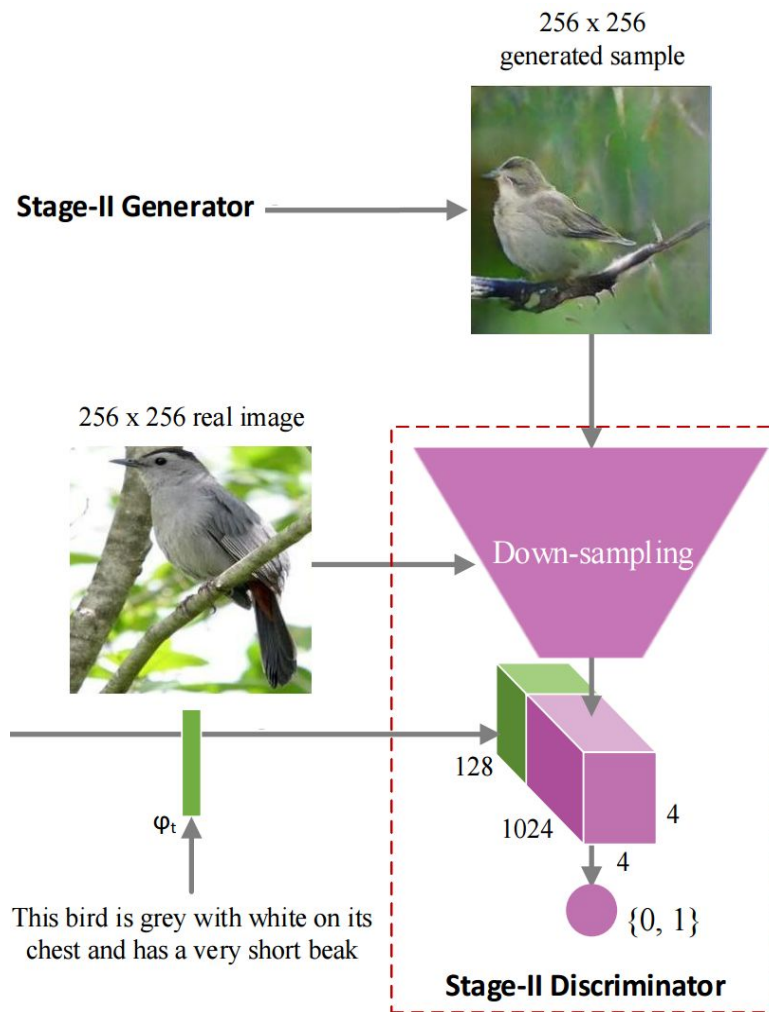 256 x 256
generated sample
Stage-II Generator
256 x 256 real image
Down-sampling
128
1024
4
4
φₜ
{0, 1}
This bird is grey with white on its
chest and has a very short beak
Stage-II Discriminator